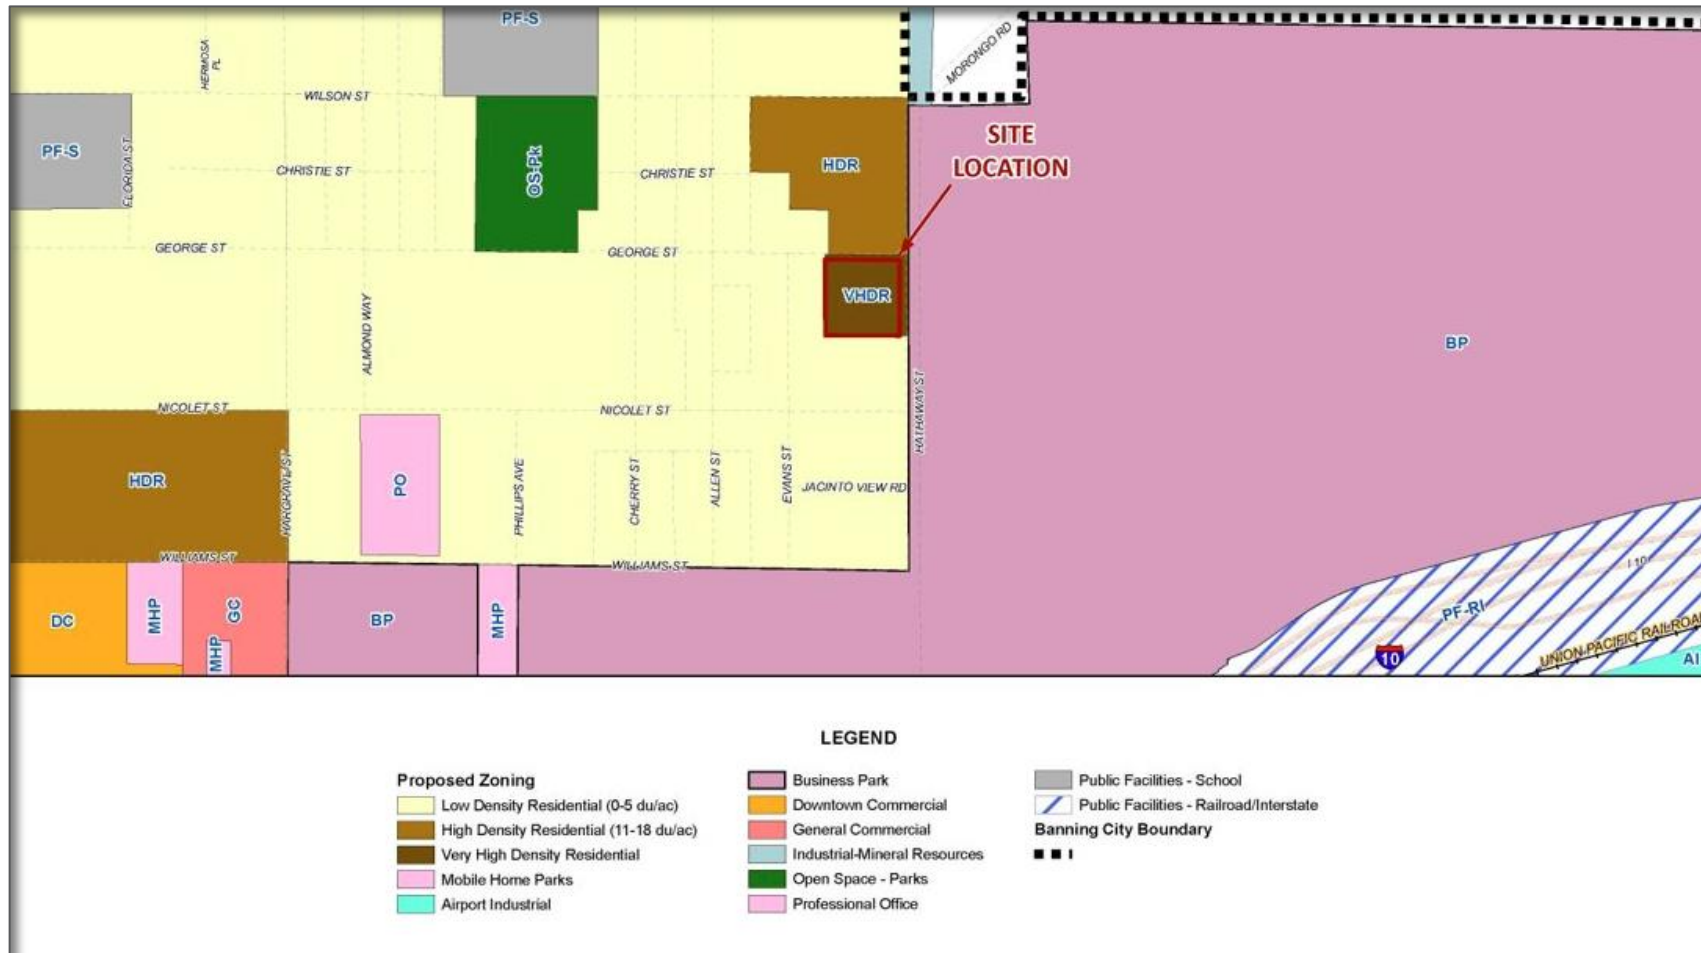 PF-S
HERMOSA
PL
MORONGO RD
WILSON ST
SITE
LOCATION
PF-S
FLORIDA ST
CHRISTIE ST
OS-Pk
CHRISTIE ST
HDR
GEORGE ST
GEORGE ST
VHDR
ALMOND WAY
BP
HATHAWAY ST
NICOLET ST
NICOLET ST
HDR
HARGRAVE ST
PO
PHILLIPS AVE
CHERRY ST
ALLEN ST
EVANS ST
JACINTO VIEW RD
WILLIAMS ST
WILLIAMS ST
I 10
DC
MHP
GC
MHP
BP
MHP
PF-RI
10
UNION PACIFIC RAILROA
AI
LEGEND
Proposed Zoning
Low Density Residential (0-5 du/ac)
High Density Residential (11-18 du/ac)
Very High Density Residential
Mobile Home Parks
Airport Industrial
Business Park
Downtown Commercial
General Commercial
Industrial-Mineral Resources
Open Space - Parks
Professional Office
Public Facilities - School
Public Facilities - Railroad/Interstate
Banning City Boundary